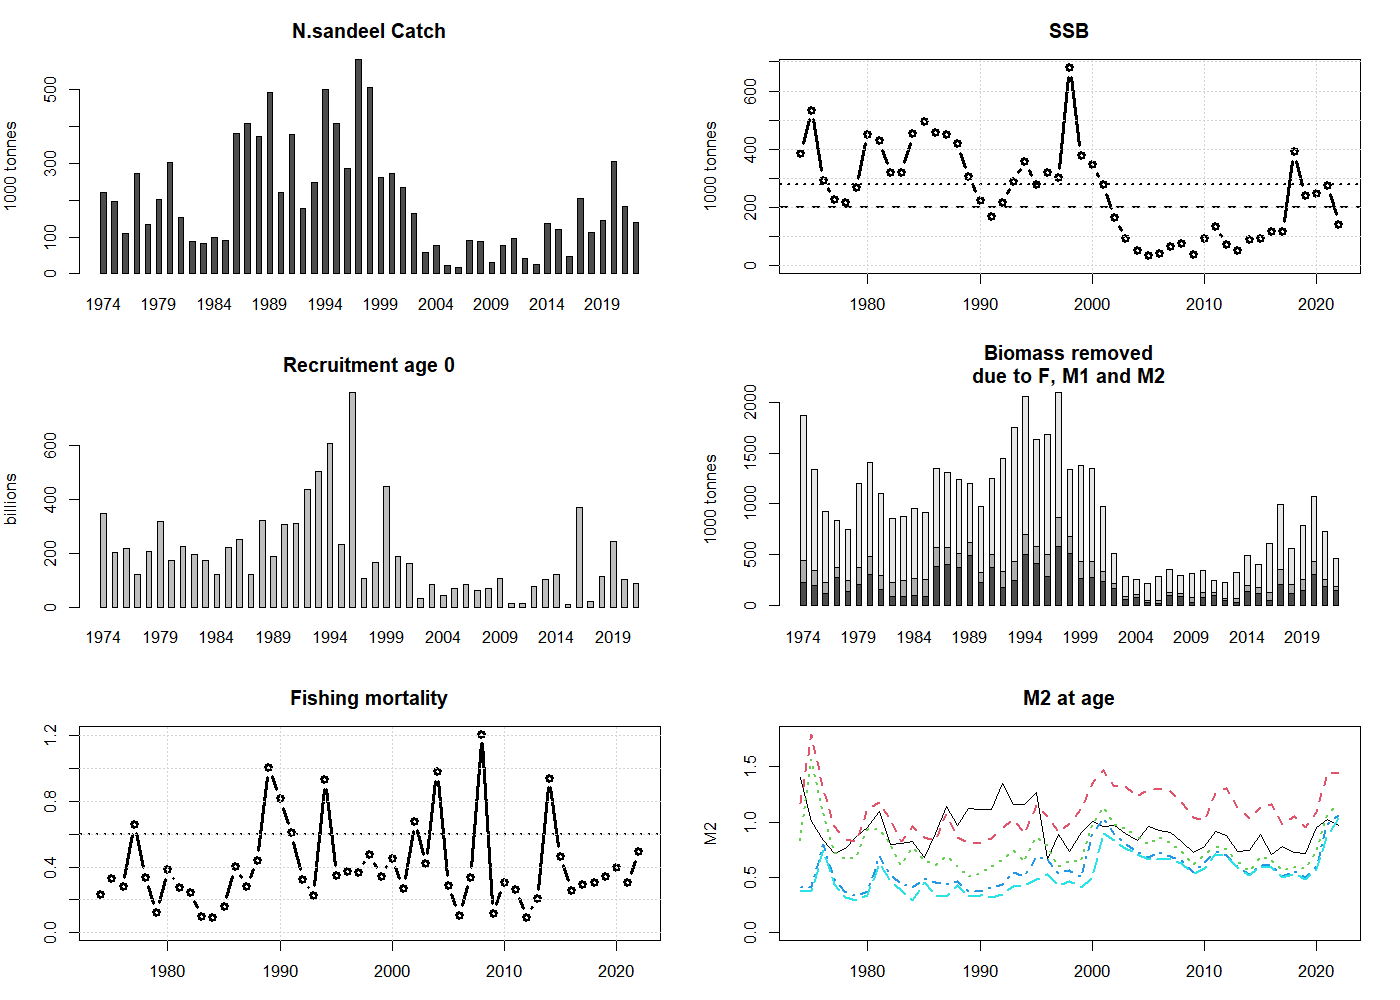 N.sandeel Catch
1000 tonnes
0 100 300 500
1974 1979 1984 1989 1994 1999 2004 2009 2014 2019
SSB
1000 tonnes
0 200 400 600
1980 1990 2000 2010 2020
Recruitment age 0
billions
0 200 400 600
1974 1979 1984 1989 1994 1999 2004 2009 2014 2019
Biomass removed
due to F, M1 and M2
1000 tonnes
0 500 1000 1500 2000
1974 1979 1984 1989 1994 1999 2004 2009 2014 2019
Fishing mortality
0.0 0.4 0.8 1.2
1980 1990 2000 2010 2020
M2 at age
M2
0.0 0.5 1.0 1.5
1980 1990 2000 2010 2020